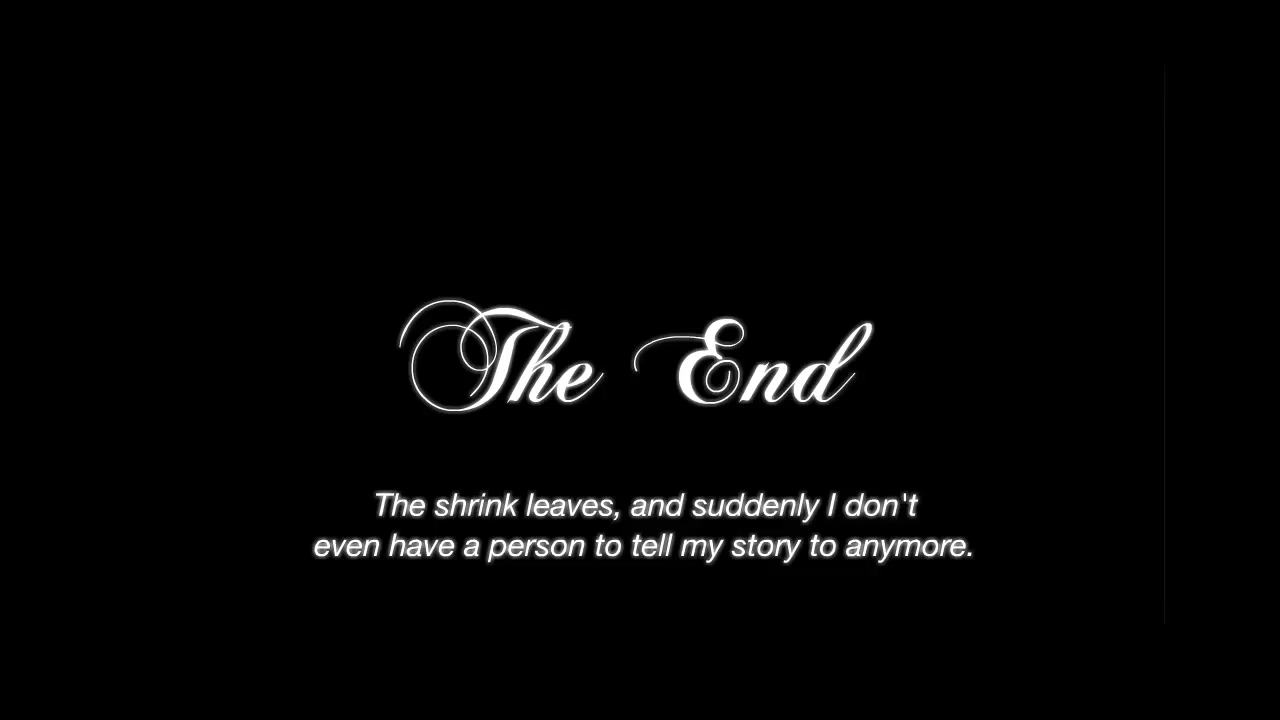 The End
The shrink leaves, and suddenly I don't
even have a person to tell my story to anymore.